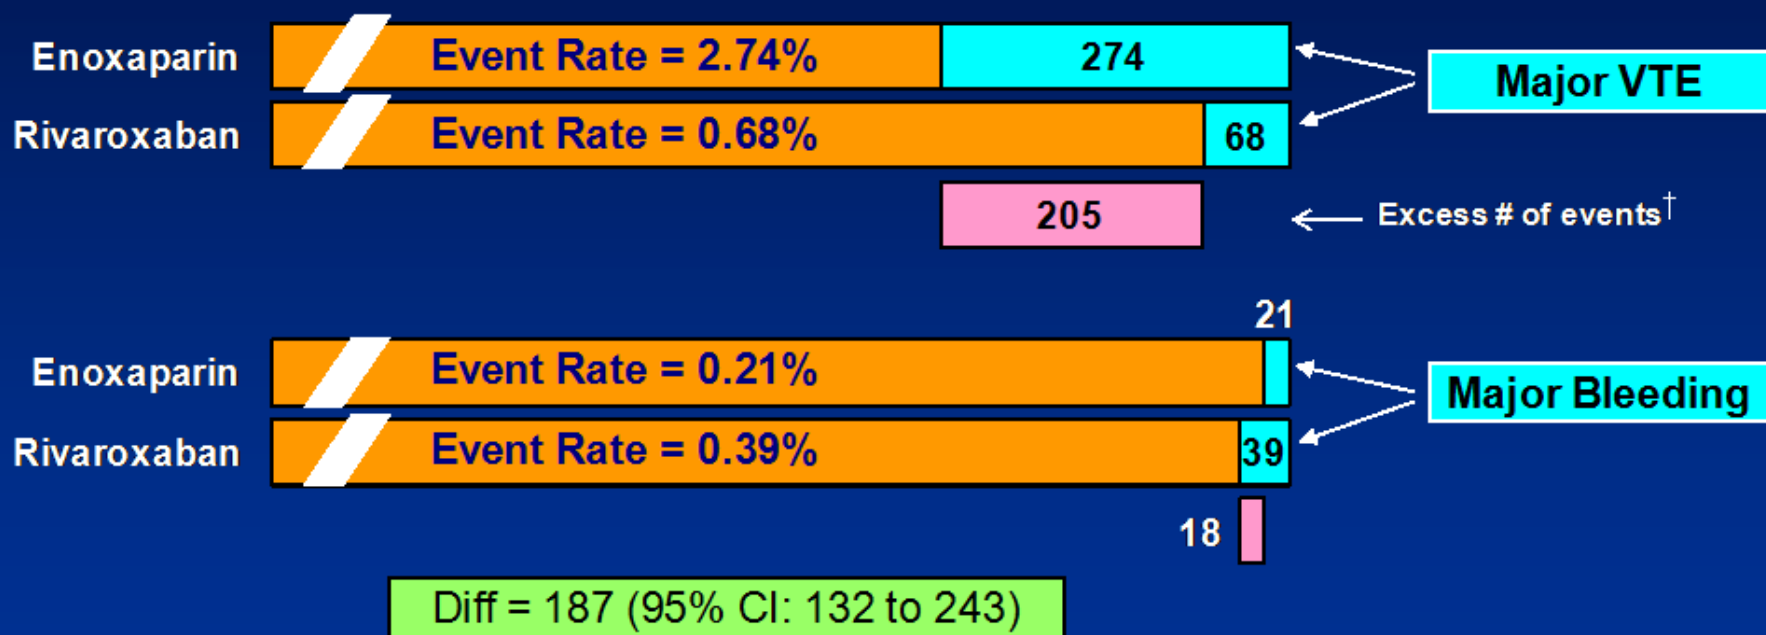 Enoxaparin Event Rate = 2.74% 274
Major VTE
Rivaroxaban Event Rate = 0.68% 68
205 Excess # of events†
21
Enoxaparin Event Rate = 0.21%
Major Bleeding
Rivaroxaban Event Rate = 0.39% 39
18
Diff = 187 (95% CI: 132 to 243)